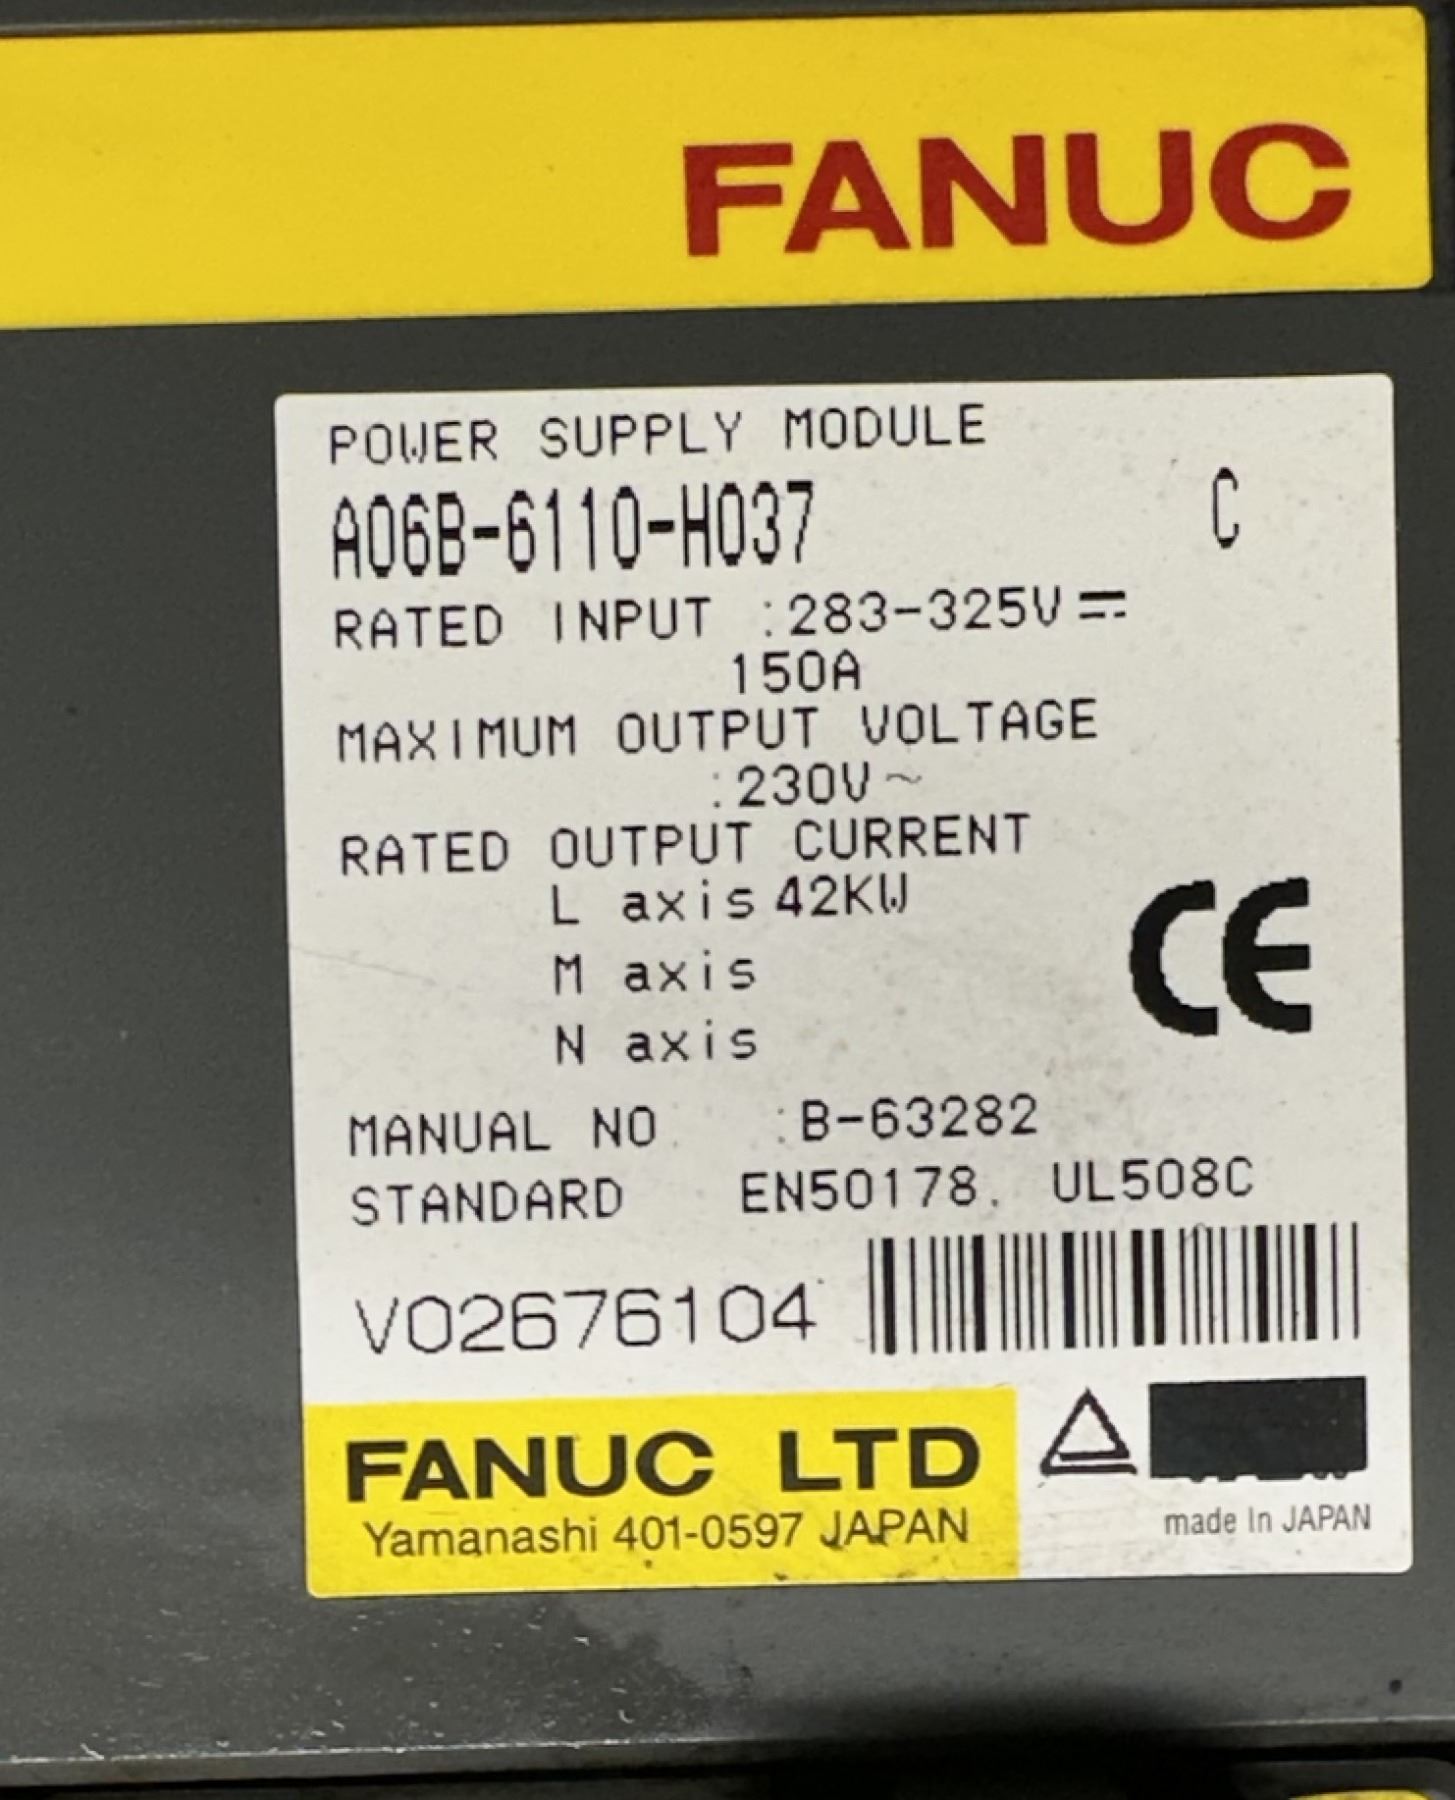 FANUC
POWER SUPPLY MODULE
A06B-6110-H037 C
RATED INPUT :283-325V⎓
150A
MAXIMUM OUTPUT VOLTAGE
:230V~
RATED OUTPUT CURRENT
L axis 42KW
M axis
N axis
CE
MANUAL NO. :B-63282
STANDARD EN50178. UL508C
V02676104
FANUC LTD
Yamanashi 401-0597 JAPAN
made In JAPAN